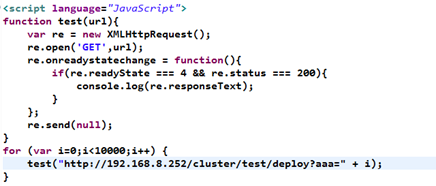 <script language="JavaScript">
function test(url){
    var re = new XMLHttpRequest();
    re.open('GET',url);
    re.onreadystatechange = function(){
        if(re.readyState === 4 && re.status === 200){
            console.log(re.responseText);
        }
    };
    re.send(null);
}
for (var i=0;i<10000;i++) {
    test("http://192.168.8.252/cluster/test/deploy?aaa=" + i);
}